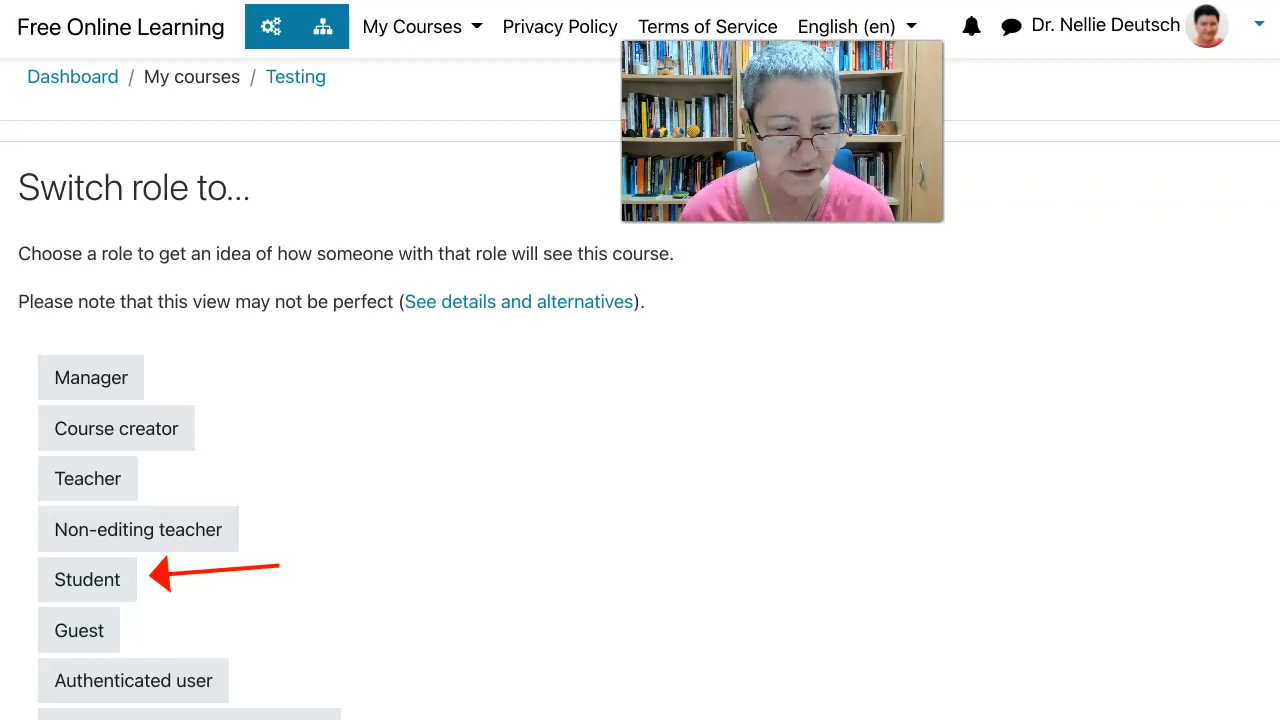 Free Online Learning My Courses Privacy Policy Terms of Service English (en) Dr. Nellie Deutsch
Dashboard / My courses / Testing
Switch role to...
Choose a role to get an idea of how someone with that role will see this course.
Please note that this view may not be perfect (See details and alternatives).
Manager
Course creator
Teacher
Non-editing teacher
Student
Guest
Authenticated user